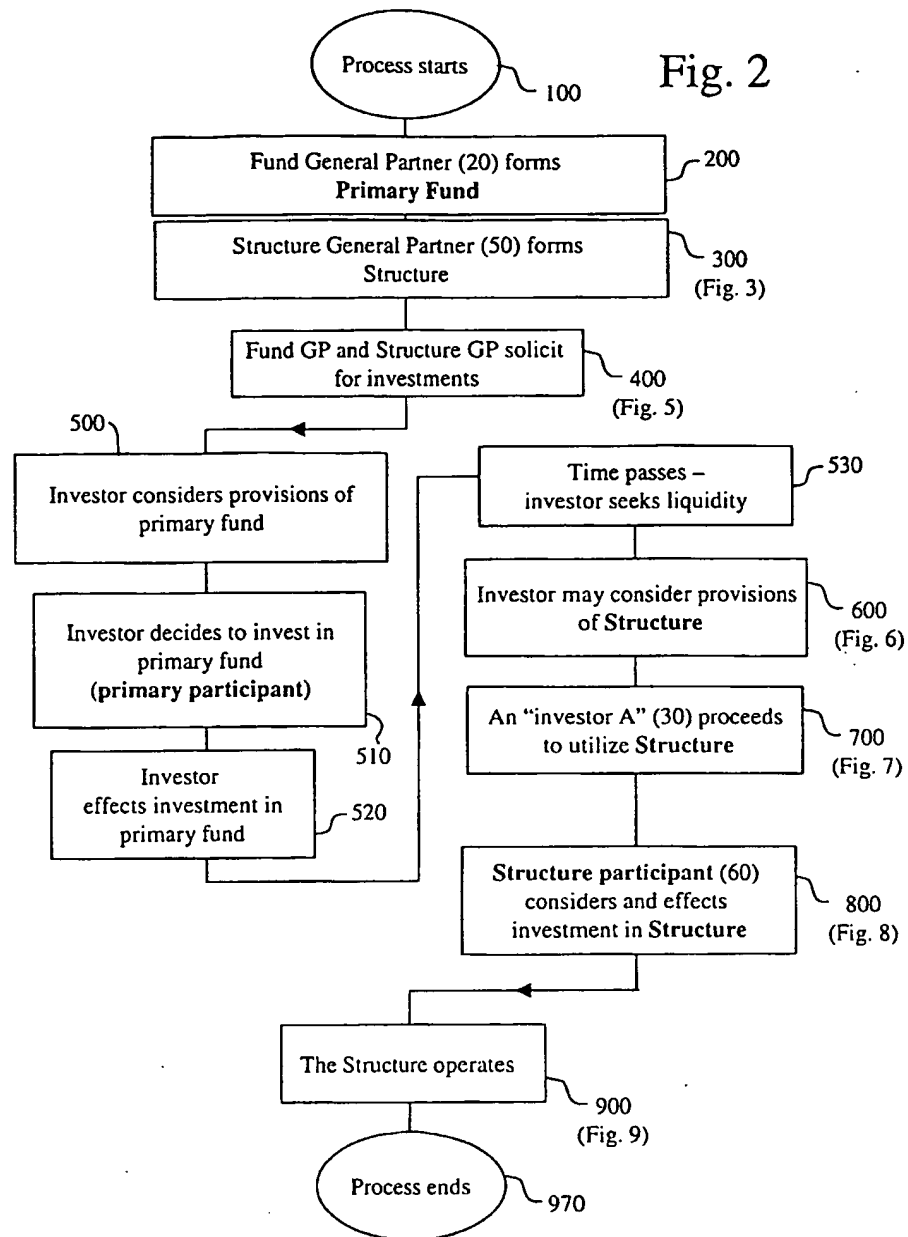 Fig. 2
Process starts
100
Fund General Partner (20) forms
Primary Fund
200
Structure General Partner (50) forms
Structure
300
(Fig. 3)
Fund GP and Structure GP solicit
for investments
400
(Fig. 5)
500
Investor considers provisions of
primary fund
Investor decides to invest in
primary fund
(primary participant)
510
Investor
effects investment in
primary fund
520
Time passes –
investor seeks liquidity
530
Investor may consider provisions
of Structure
600
(Fig. 6)
An “investor A” (30) proceeds
to utilize Structure
700
(Fig. 7)
Structure participant (60)
considers and effects
investment in Structure
800
(Fig. 8)
The Structure operates
900
(Fig. 9)
Process ends
970